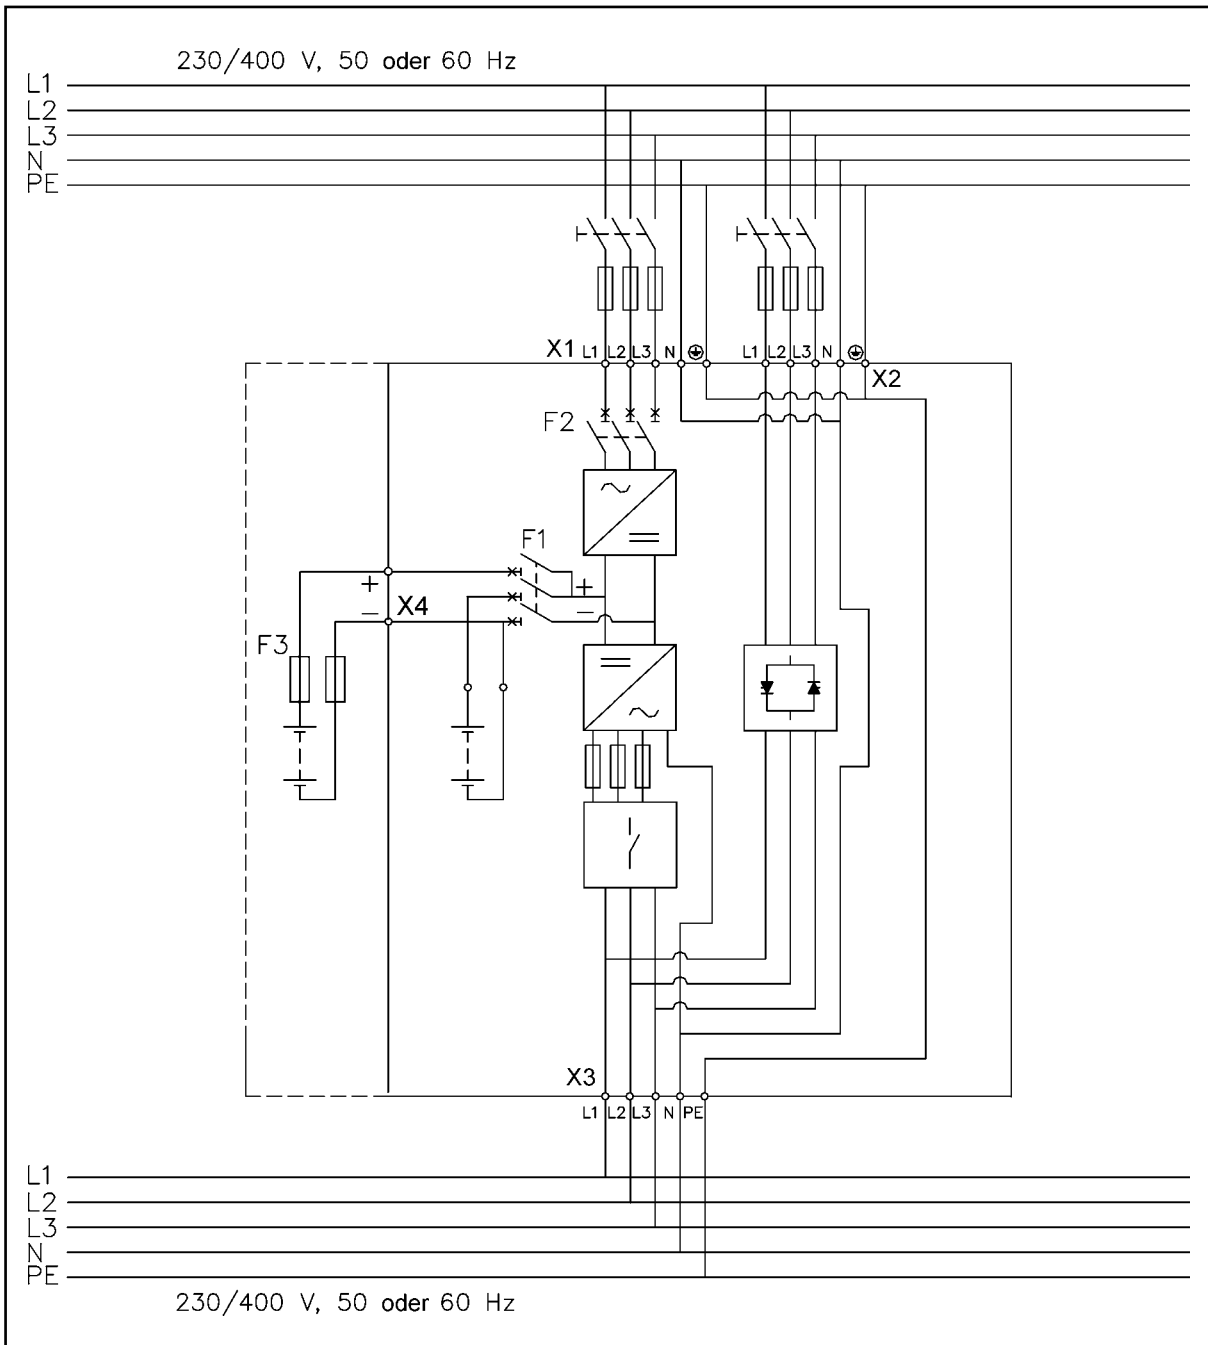 230/400 V, 50 oder 60 Hz
L1
L2
L3
N
PE
X1 L1 L2 L3 N L1 L2 L3 N
X2
F2
F1
+ +
− −
X4
F3
X3
L1 L2 L3 N PE
L1
L2
L3
N
PE
230/400 V, 50 oder 60 Hz